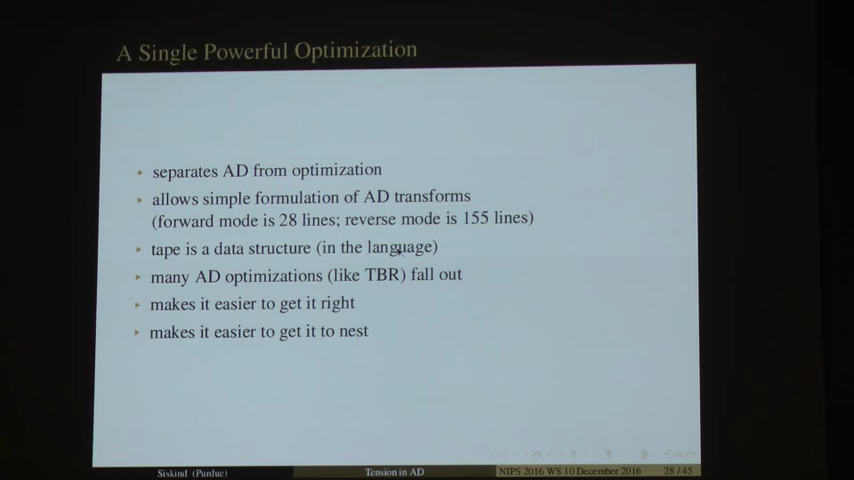 A Single Powerful Optimization
separates AD from optimization
allows simple formulation of AD transforms
(forward mode is 28 lines; reverse mode is 155 lines)
tape is a data structure (in the language)
many AD optimizations (like TBR) fall out
makes it easier to get it right
makes it easier to get it to nest
Siskind (Purdue) Tension in AD NIPS 2016 WS 10 December 2016 28 / 45